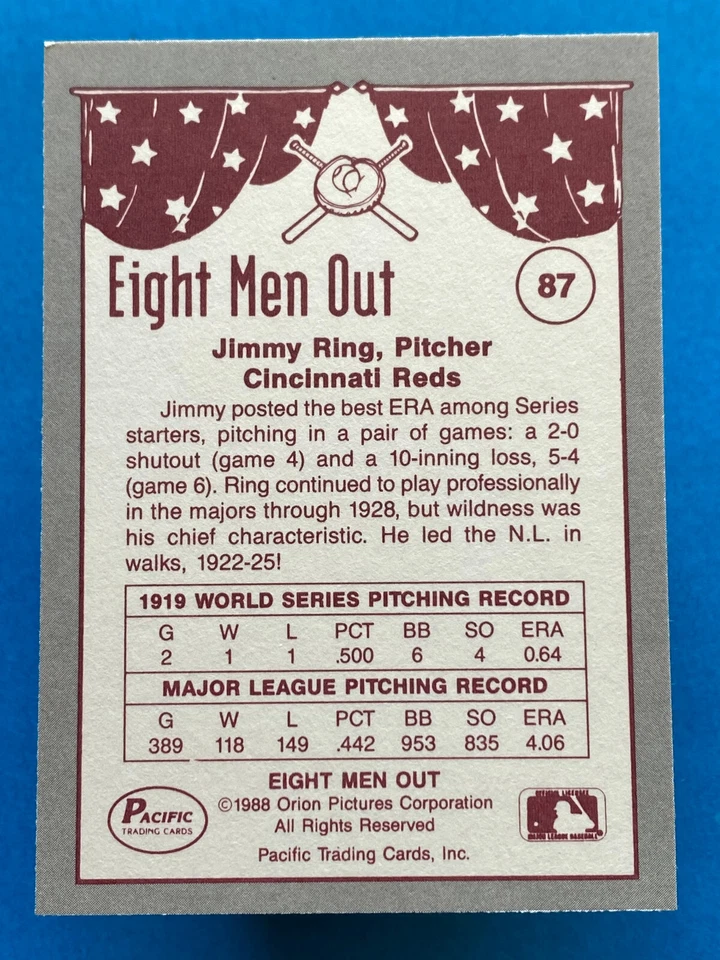 Eight Men Out
87
Jimmy Ring, Pitcher
Cincinnati Reds
Jimmy posted the best ERA among Series
starters, pitching in a pair of games: a 2-0
shutout (game 4) and a 10-inning loss, 5-4
(game 6). Ring continued to play professionally
in the majors through 1928, but wildness was
his chief characteristic. He led the N.L. in
walks, 1922-25!
1919 WORLD SERIES PITCHING RECORD
G W L PCT BB SO ERA
2 1 1 .500 6 4 0.64
MAJOR LEAGUE PITCHING RECORD
G W L PCT BB SO ERA
389 118 149 .442 953 835 4.06
EIGHT MEN OUT
©1988 Orion Pictures Corporation
All Rights Reserved
Pacific Trading Cards, Inc.
PACIFIC
TRADING CARDS
OFFICIAL LICENSEE
MAJOR LEAGUE BASEBALL